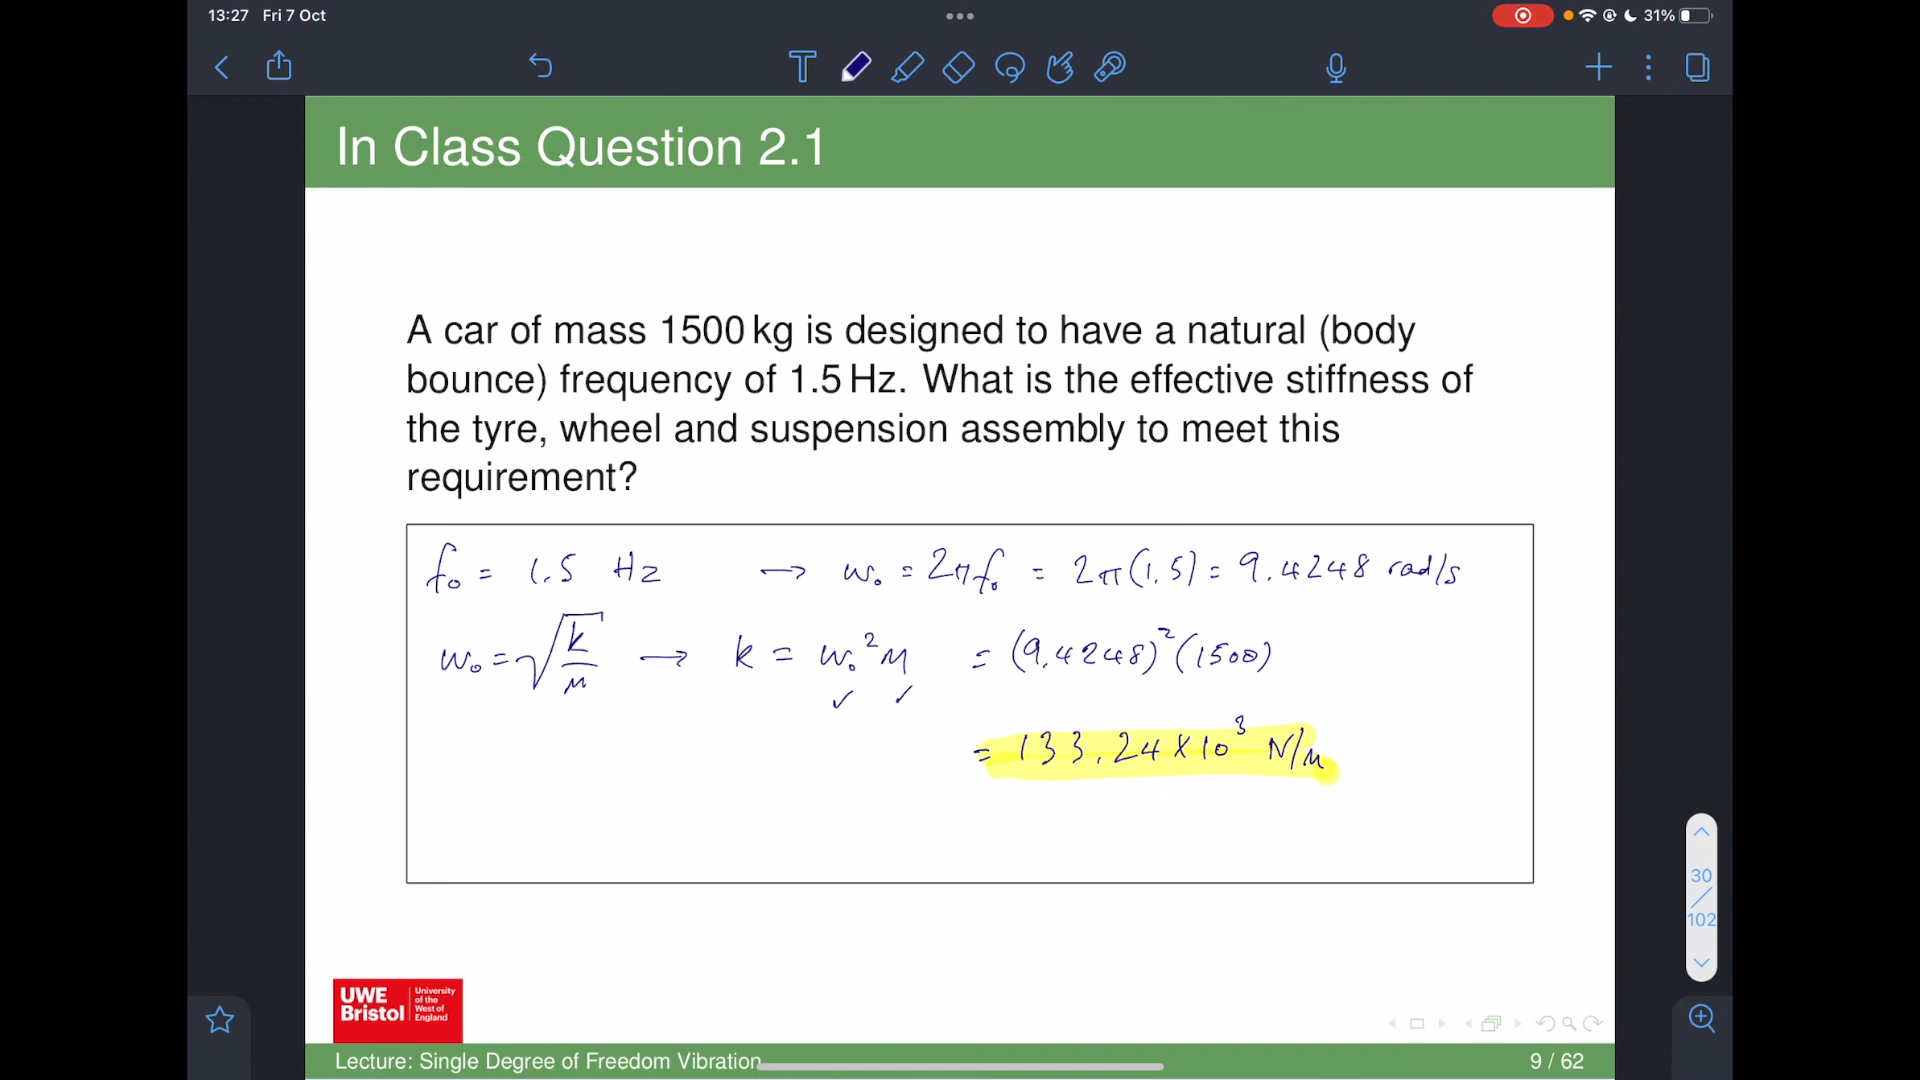 13:27 Fri 7 Oct
31%
In Class Question 2.1
A car of mass 1500 kg is designed to have a natural (body
bounce) frequency of 1.5 Hz. What is the effective stiffness of
the tyre, wheel and suspension assembly to meet this
requirement?
f₀ = 1.5 Hz → ω₀ = 2πf₀ = 2π(1.5) = 9.4248 rad/s
ω₀ = √(k/m) → k = ω₀²m = (9.4248)²(1500)
= 133.24×10³ N/m
30
102
UWE Bristol
University
of the
West of
England
Lecture: Single Degree of Freedom Vibration
9 / 62